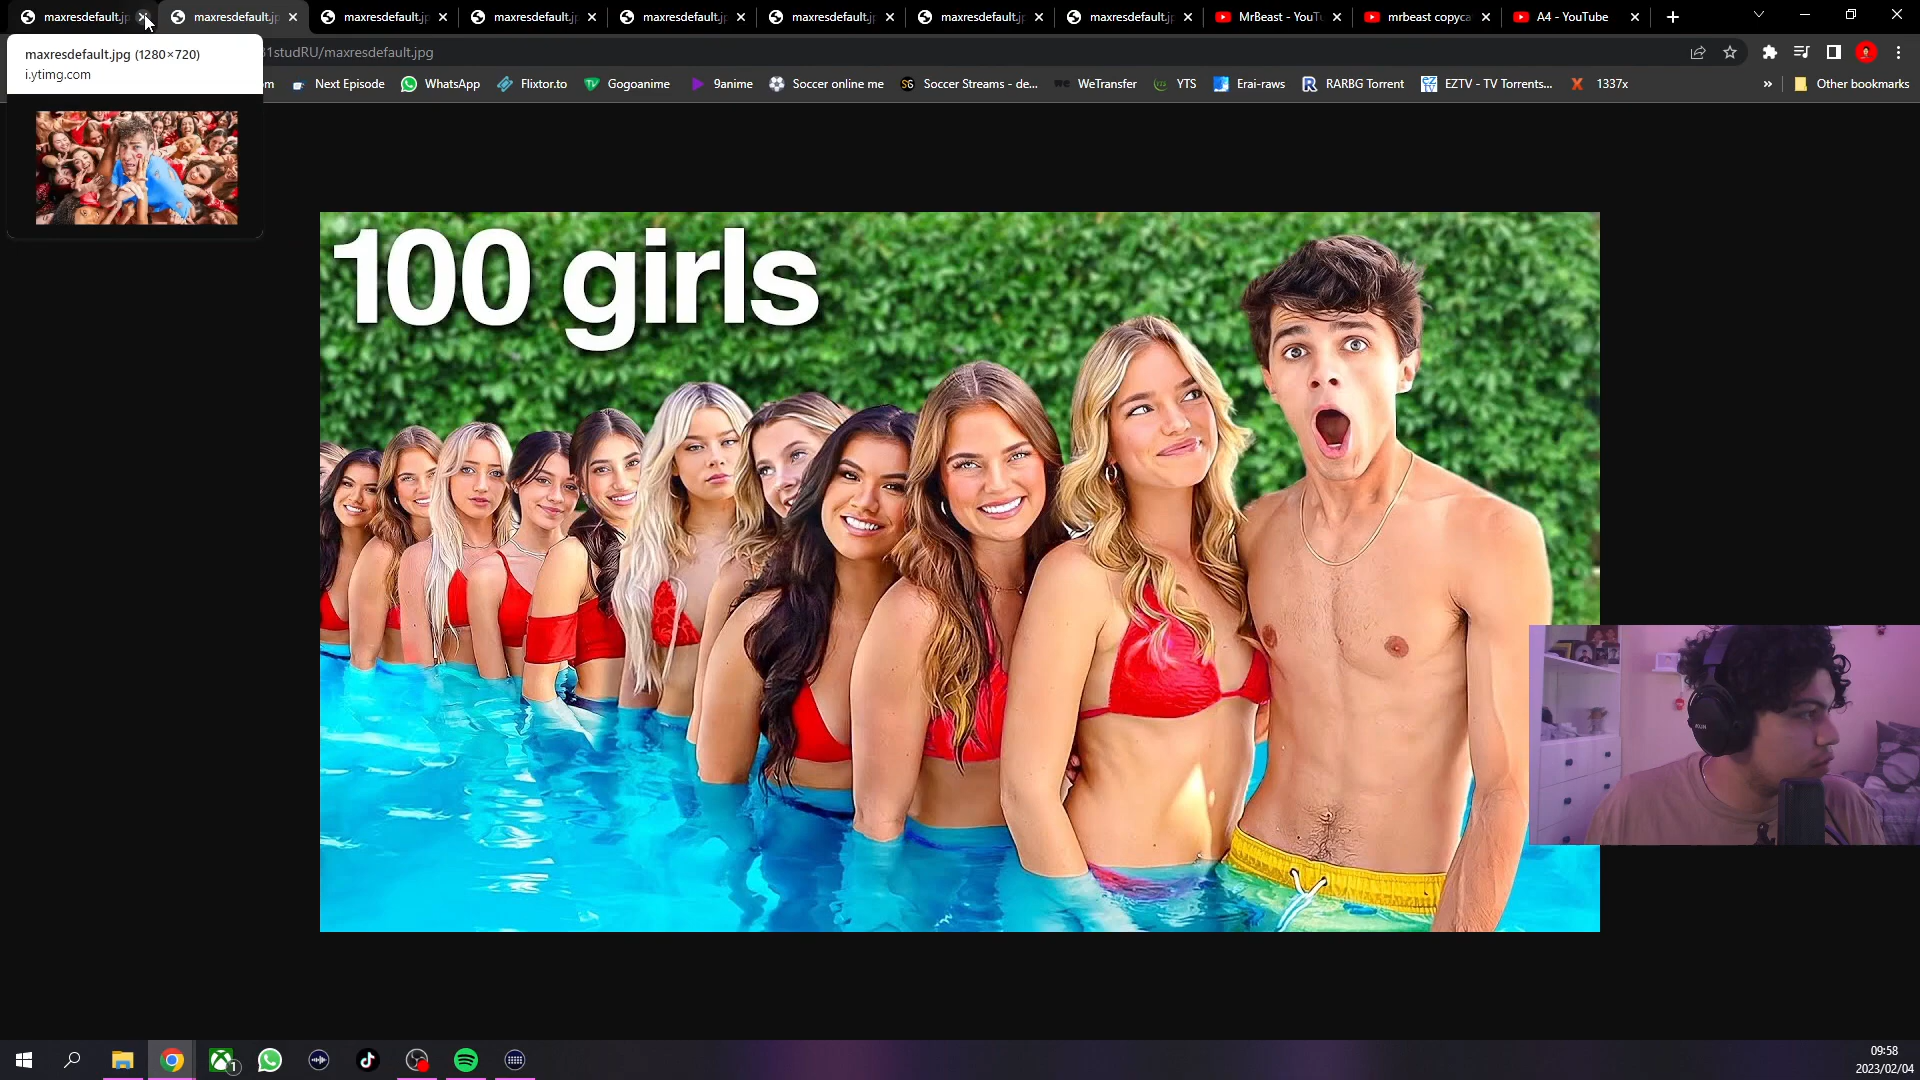 maxresdefault.jp
maxresdefault.jp
maxresdefault.jp
maxresdefault.jp
maxresdefault.jp
maxresdefault.jp
maxresdefault.jp
maxresdefault.jp
MrBeast - YouTu
mrbeast copyca
A4 - YouTube
maxresdefault.jpg (1280×720)
i.ytimg.com
1studRU/maxresdefault.jpg
om
Next Episode
WhatsApp
Flixtor.to
Gogoanime
9anime
Soccer online me
Soccer Streams - de...
WeTransfer
YTS
Erai-raws
RARBG Torrent
EZTV - TV Torrents...
1337x
»
Other bookmarks
100 girls
1
09:58
2023/02/04